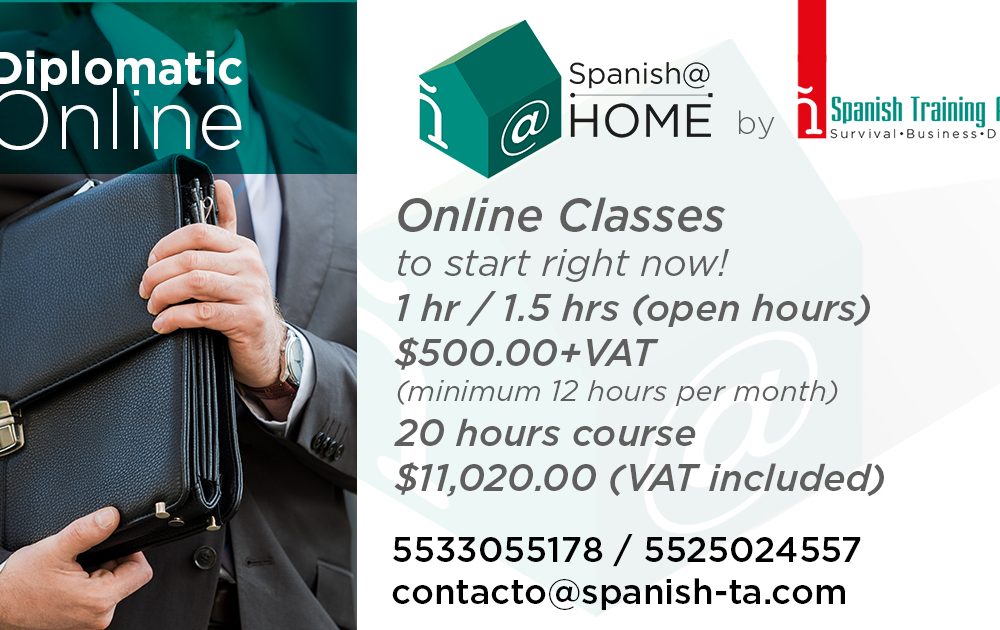 Diplomatic
Online
Spanish@
HOME
by
Spanish Training
Survival•Business•D
Online Classes
to start right now!
1 hr / 1.5 hrs (open hours)
$500.00+VAT
(minimum 12 hours per month)
20 hours course
$11,020.00 (VAT included)
5533055178 / 5525024557
contacto@spanish-ta.com